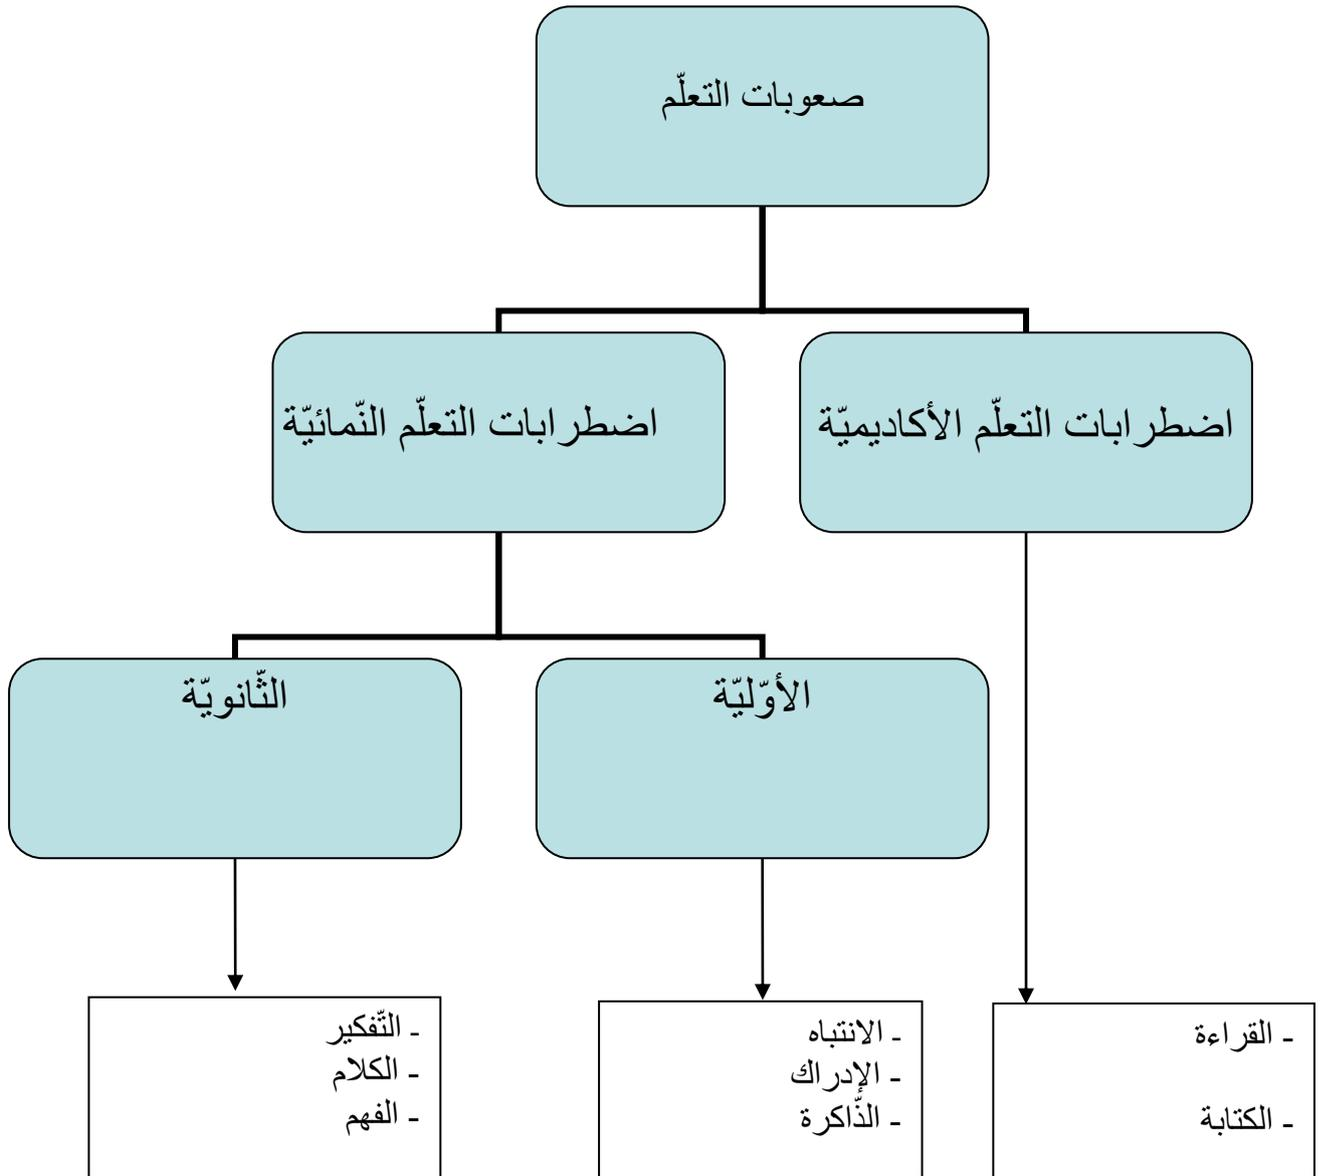 صعوبات التعلّم
اضطرابات التعلّم الأكاديميّة
اضطرابات التعلّم النّمائيّة
الأوّليّة
الثّانويّة
- القراءة
- الكتابة
- الانتباه
- الإدراك
- الذّاكرة
- التّفكير
- الكلام
- الفهم